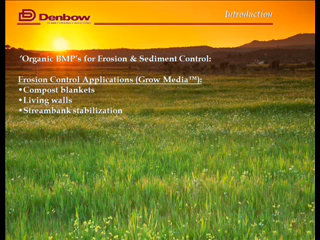 Denbow
Introduction
‘Organic BMP’s for Erosion & Sediment Control:
Erosion Control Applications (Grow Media™):
•Compost blankets
•Living walls
•Streambank stabilization